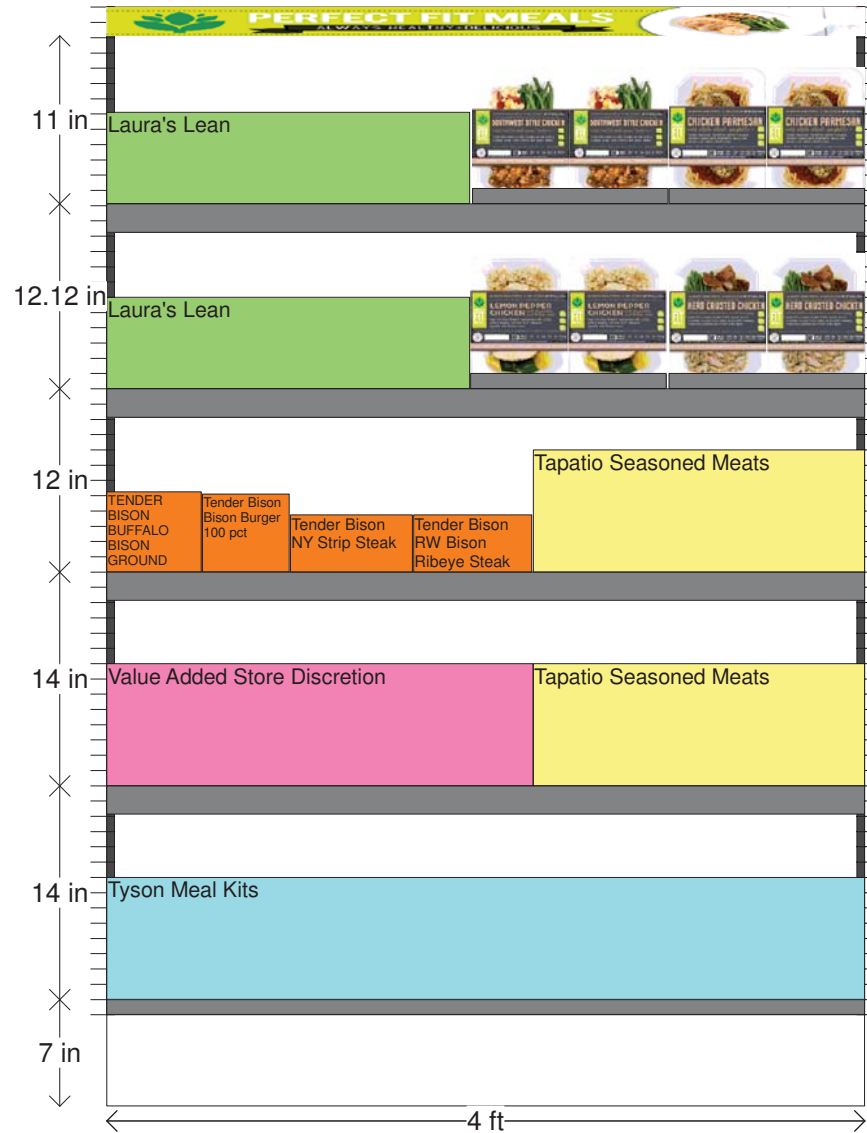 PERFECT FIT MEALS
ALWAYS HEALTHY+DELICIOUS
11 in
Laura's Lean
SOUTHWEST STYLE CHICKEN
SOUTHWEST STYLE CHICKEN
CHICKEN PARMESAN
CHICKEN PARMESAN
12.12 in
Laura's Lean
LEMON PEPPER
CHICKEN
LEMON PEPPER
CHICKEN
HERB CRUSTED CHICKEN
HERB CRUSTED CHICKEN
12 in
TENDER
BISON
BUFFALO
BISON
GROUND
Tender Bison
Bison Burger
100 pct
Tender Bison
NY Strip Steak
Tender Bison
RW Bison
Ribeye Steak
Tapatio Seasoned Meats
14 in
Value Added Store Discretion
Tapatio Seasoned Meats
14 in
Tyson Meal Kits
7 in
4 ft